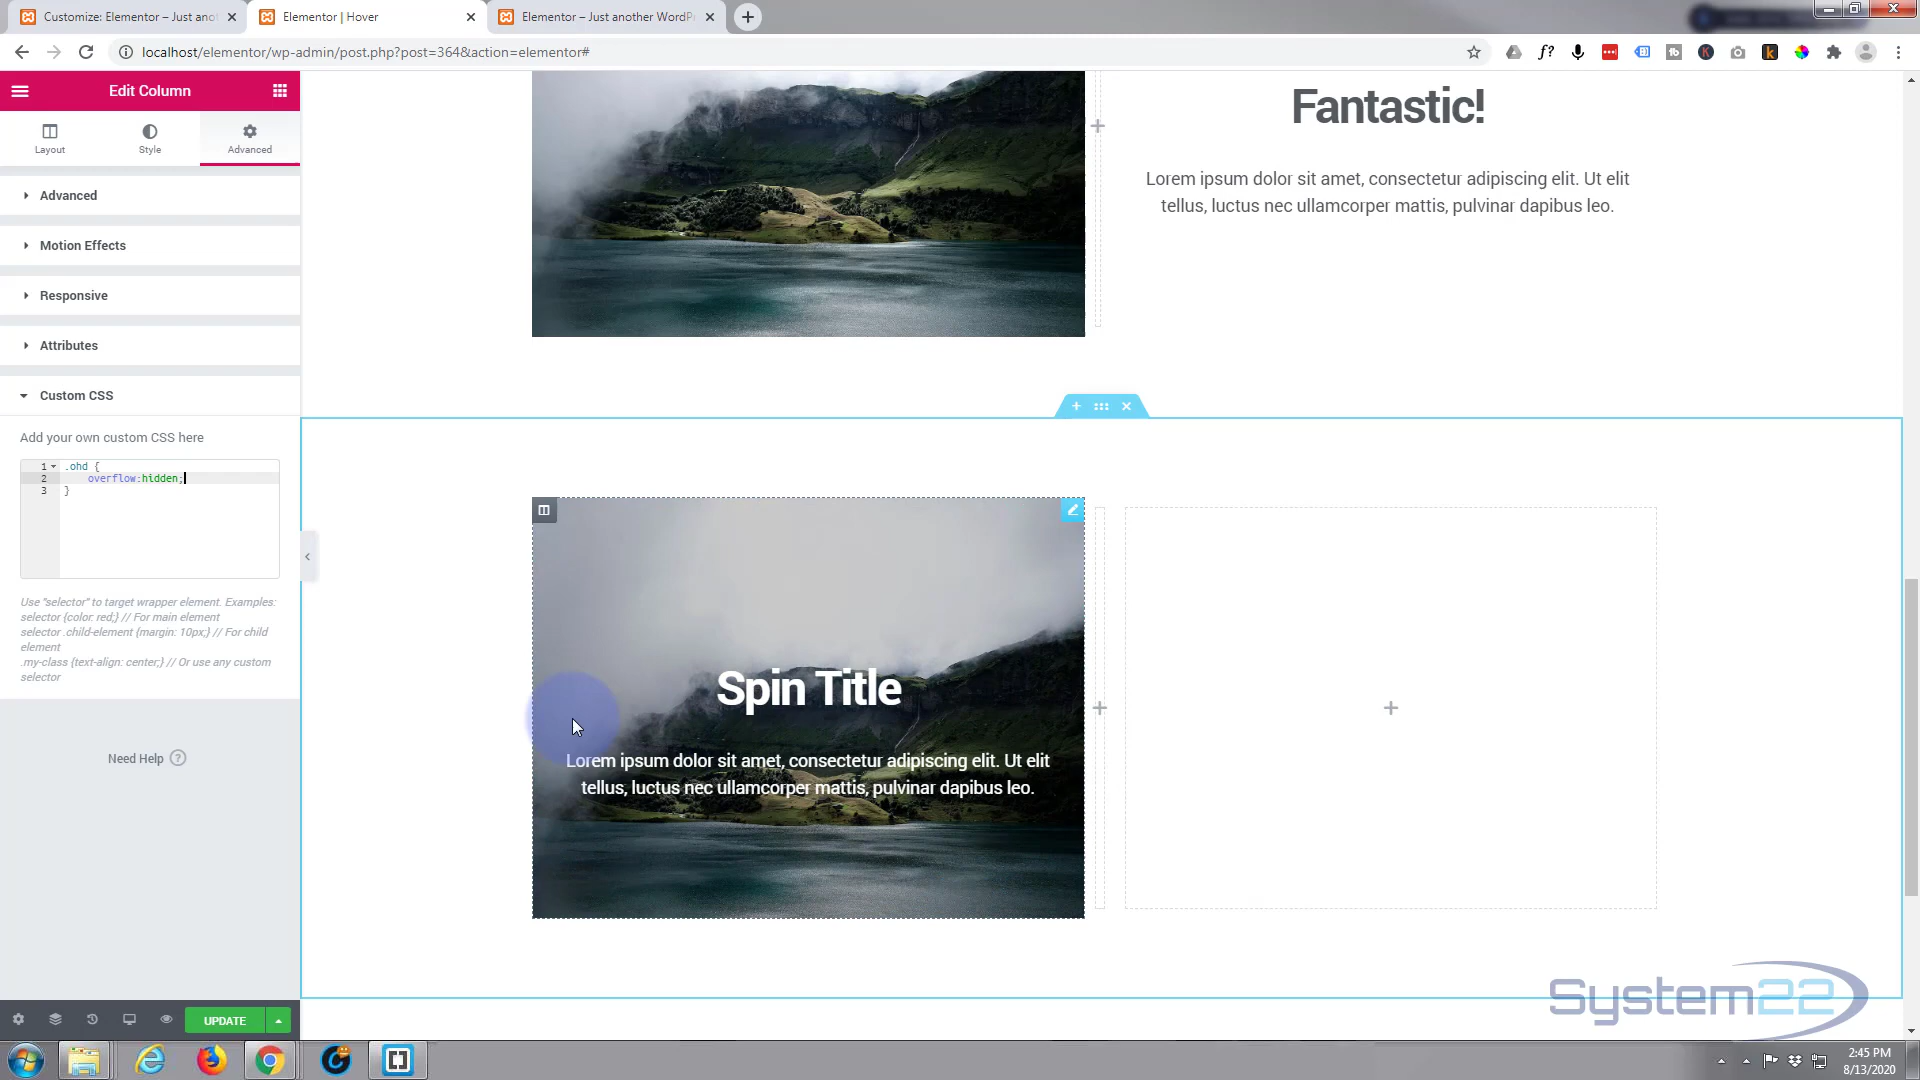 Customize: Elementor – Just anot
Elementor | Hover
Elementor – Just another WordPr
localhost/elementor/wp-admin/post.php?post=364&action=elementor#
Edit Column
Layout
Style
Advanced
Advanced
Motion Effects
Responsive
Attributes
Custom CSS
Add your own custom CSS here
1 .ohd {
2 overflow:hidden;
3 }
Use "selector" to target wrapper element. Examples:
selector {color: red;} // For main element
selector .child-element {margin: 10px;} // For child
element
.my-class {text-align: center;} // Or use any custom
selector
Need Help ?
UPDATE
Fantastic!
Lorem ipsum dolor sit amet, consectetur adipiscing elit. Ut elit
tellus, luctus nec ullamcorper mattis, pulvinar dapibus leo.
Spin Title
Lorem ipsum dolor sit amet, consectetur adipiscing elit. Ut elit
tellus, luctus nec ullamcorper mattis, pulvinar dapibus leo.
System22
2:45 PM
8/13/2020